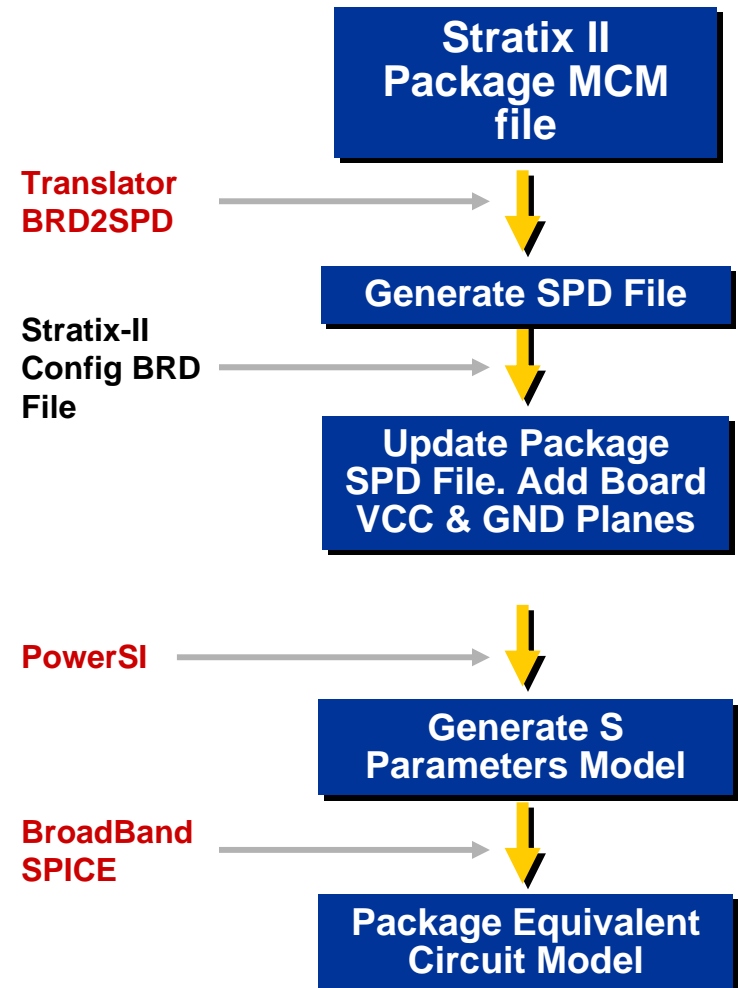 Stratix II
Package MCM
file
Translator
BRD2SPD
Generate SPD File
Stratix-II
Config BRD
File
Update Package
SPD File. Add Board
VCC & GND Planes
PowerSI
Generate S
Parameters Model
BroadBand
SPICE
Package Equivalent
Circuit Model